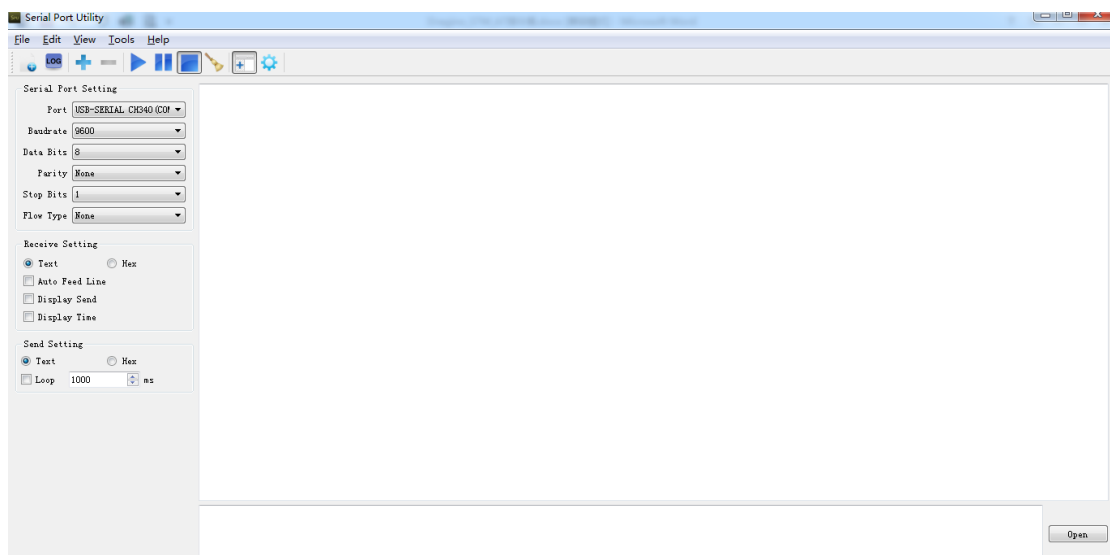 Serial Port Utility
File Edit View Tools Help
LOG
Serial Port Setting
Port USB-SERIAL CH340 (CO
Baudrate 9600
Data Bits 8
Parity None
Stop Bits 1
Flow Type None
Receive Setting
Text Hex
Auto Feed Line
Display Send
Display Time
Send Setting
Text Hex
Loop 1000 ms
Open